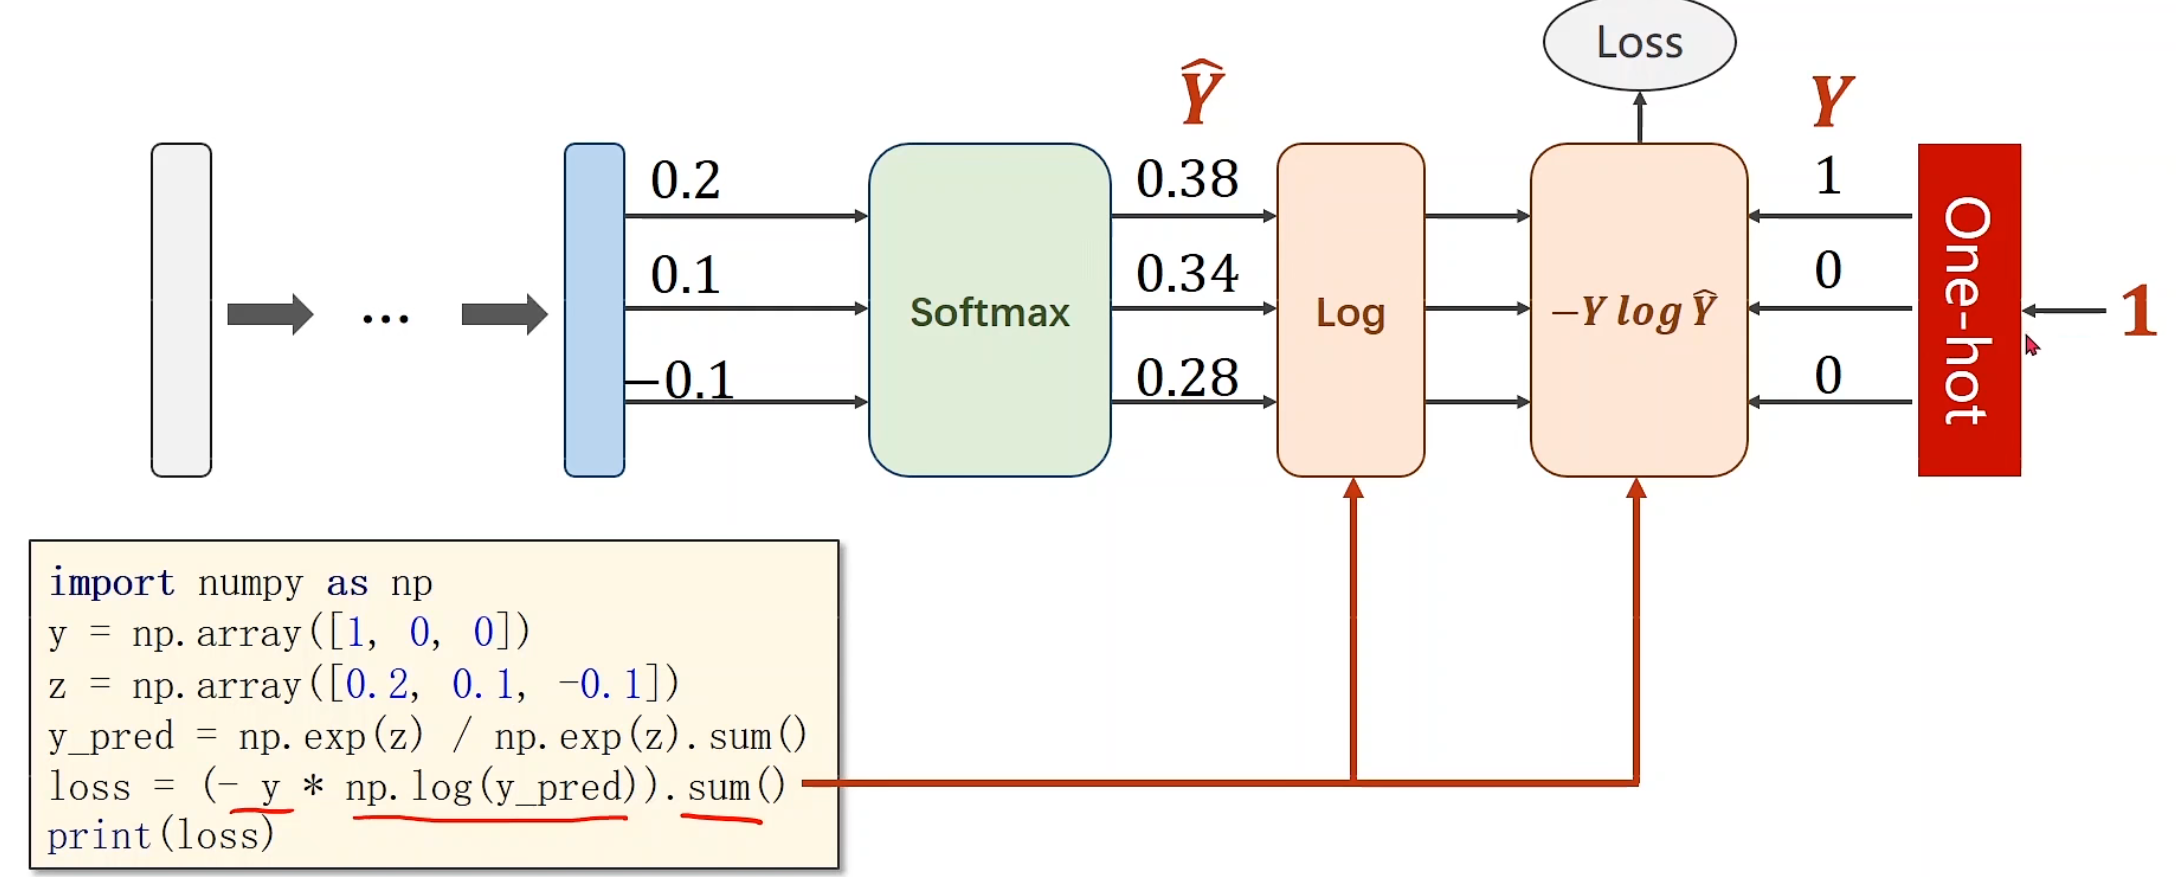 Loss
Ŷ
Y
0.2
0.38
1
0.1
0.34
0
−0.1
0.28
0
...
Softmax
Log
−Y log Ŷ
One-hot
1
import numpy as np
y = np.array([1, 0, 0])
z = np.array([0.2, 0.1, -0.1])
y_pred = np.exp(z) / np.exp(z).sum()
loss = (- y * np.log(y_pred)).sum()
print(loss)